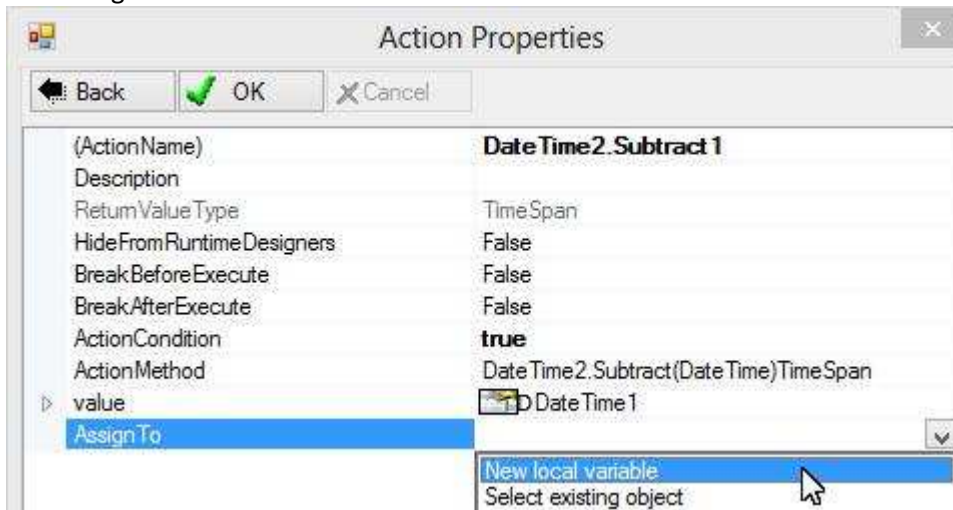 Action Properties
Back OK Cancel
(ActionName) DateTime2.Subtract1
Description
ReturnValueType TimeSpan
HideFromRuntimeDesigners False
BreakBeforeExecute False
BreakAfterExecute False
ActionCondition true
ActionMethod DateTime2.Subtract(DateTime)TimeSpan
value DDateTime1
AssignTo
New local variable
Select existing object